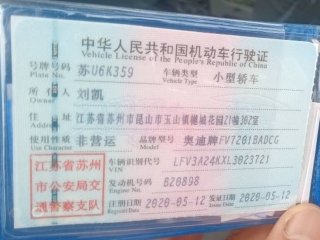 中华人民共和国机动车行驶证
Vehicle License of the People's Republic of China
号牌号码 苏U6K359 车辆类型 小型轿车
Plate No. Vehicle Type
所有人 刘凯
Owner
住址 江苏省苏州市昆山市玉山镇樾城花园21幢302室
Address
使用性质 非营运 品牌型号 奥迪牌FV7201BADCG
Use Character Model
江苏省苏州
市公安局交
通警察支队
车辆识别代号 LFV3A24KXL3023721
VIN
发动机号码 B20898
Engine No.
注册日期 2020-05-12 发证日期 2020-05-12
Register Date Issue Date